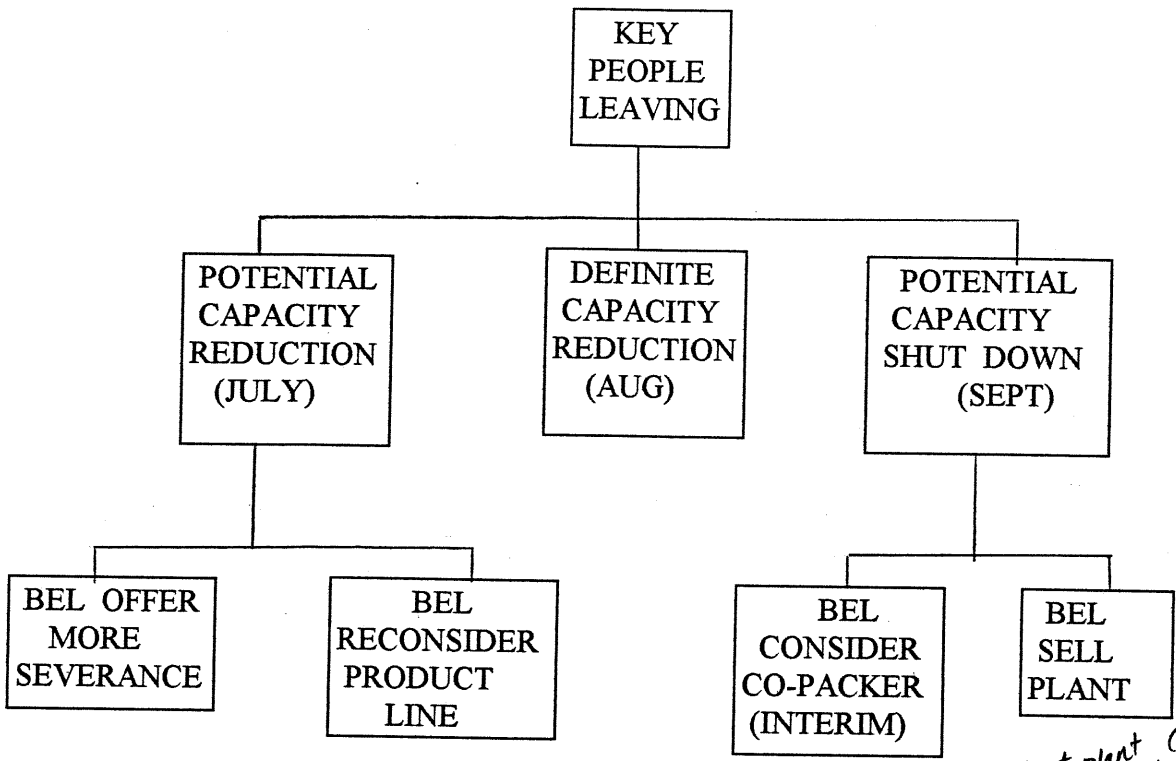 KEY
PEOPLE
LEAVING
POTENTIAL
CAPACITY
REDUCTION
(JULY)
DEFINITE
CAPACITY
REDUCTION
(AUG)
POTENTIAL
CAPACITY
SHUT DOWN
(SEPT)
BEL OFFER
MORE
SEVERANCE
BEL
RECONSIDER
PRODUCT
LINE
BEL
CONSIDER
CO-PACKER
(INTERIM)
BEL
SELL
PLANT
plant